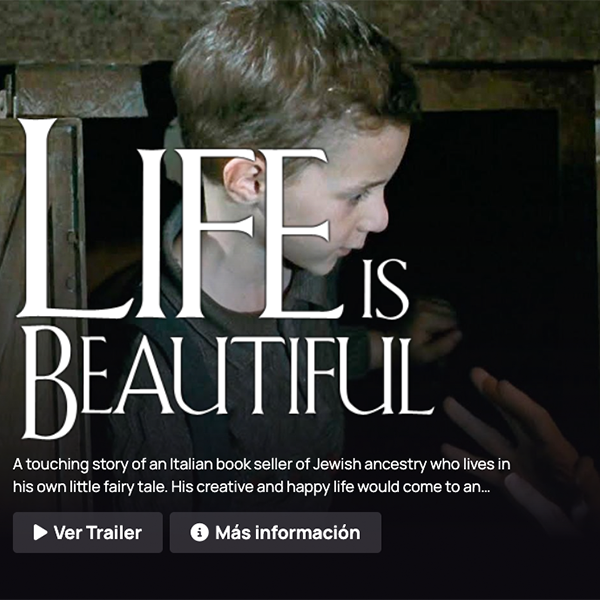 LIFE IS
BEAUTIFUL
A touching story of an Italian book seller of Jewish ancestry who lives in
his own little fairy tale. His creative and happy life would come to an...
Ver Trailer
Más información